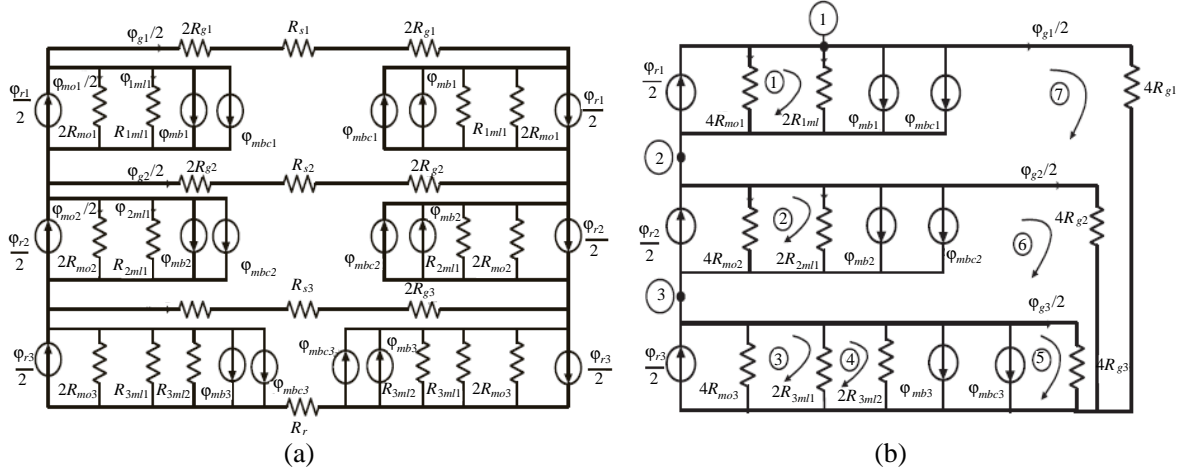 φg1/2 2Rg1 Rs1 2Rg1
φr1/2 φmo1/2 φ1ml1 2Rmo1 R1ml1 φmb1 φmbc1
φmbc1 φmb1 R1ml1 2Rmo1 φr1/2
φg2/2 2Rg2 Rs2 2Rg2
φr2/2 φmo2/2 φ2ml1 2Rmo2 R2ml1 φmb2 φmbc2
φmbc2 φmb2 R2ml1 2Rmo2 φr2/2
Rs3 2Rg3
φr3/2 2Rmo3 R3ml1 R3ml2 φmb3 φmbc3
φmbc3 φmb3 R3ml2 R3ml1 2Rmo3 φr3/2
Rr
(a)
1
φg1/2
φr1/2 4Rmo1 1 2R1ml φmb1 φmbc1 7 4Rg1
2
φg2/2
φr2/2 4Rmo2 2 2R2ml1 φmb2 φmbc2 6 4Rg2
3
φg3/2
φr3/2 4Rmo3 3 2R3ml1 4 2R3ml2 φmb3 φmbc3 5 4Rg3
(b)